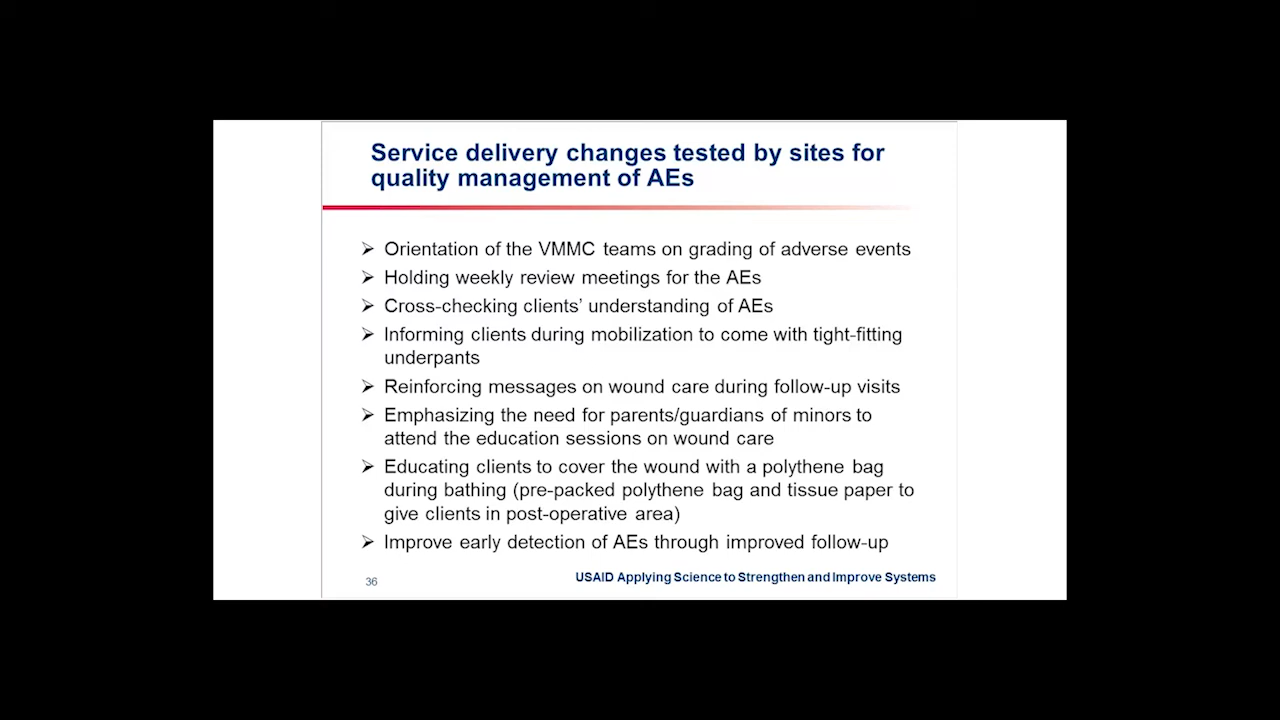 Service delivery changes tested by sites for
quality management of AEs
➢ Orientation of the VMMC teams on grading of adverse events
➢ Holding weekly review meetings for the AEs
➢ Cross-checking clients’ understanding of AEs
➢ Informing clients during mobilization to come with tight-fitting
underpants
➢ Reinforcing messages on wound care during follow-up visits
➢ Emphasizing the need for parents/guardians of minors to
attend the education sessions on wound care
➢ Educating clients to cover the wound with a polythene bag
during bathing (pre-packed polythene bag and tissue paper to
give clients in post-operative area)
➢ Improve early detection of AEs through improved follow-up
36
USAID Applying Science to Strengthen and Improve Systems